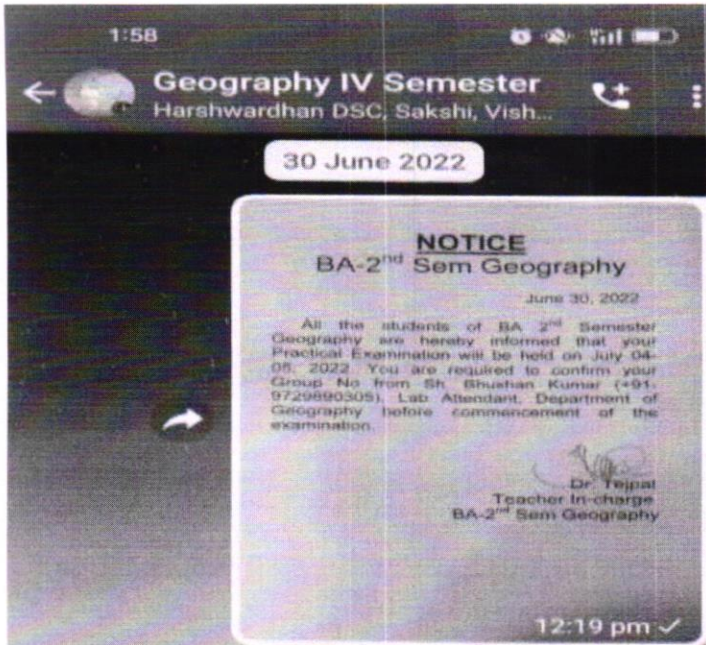 1:58
Geography IV Semester
Harshwardhan DSC, Sakshi, Vish...
30 June 2022
NOTICE
BA-2nd Sem Geography
June 30, 2022
All the students of BA 2nd Semester
Geography are hereby informed that your
Practical Examination will be held on July 04-
05, 2022. You are required to confirm your
Group No from Sh. Bhushan Kumar (+91-
9729890305), Lab Attendant, Department of
Geography before commencement of the
examination.
Dr. Tejpal
Teacher In-charge
BA-2nd Sem Geography
12:19 pm